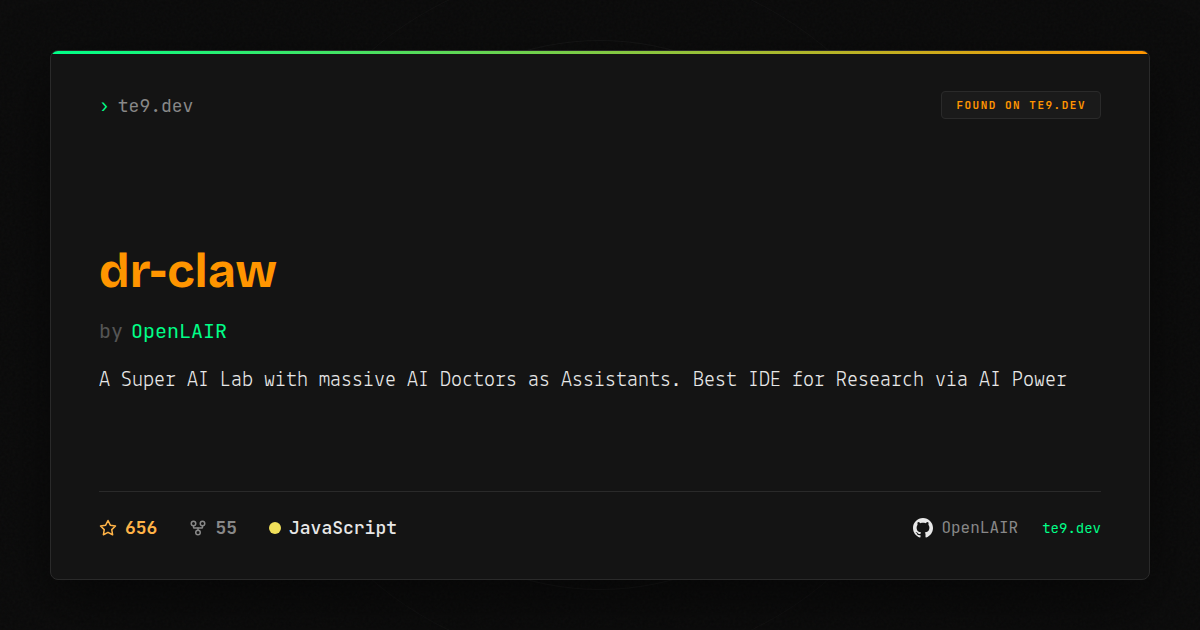 › te9.dev
FOUND ON TE9.DEV
dr-claw
by OpenLAIR
A Super AI Lab with massive AI Doctors as Assistants. Best IDE for Research via AI Power
656 55 JavaScript
OpenLAIR te9.dev